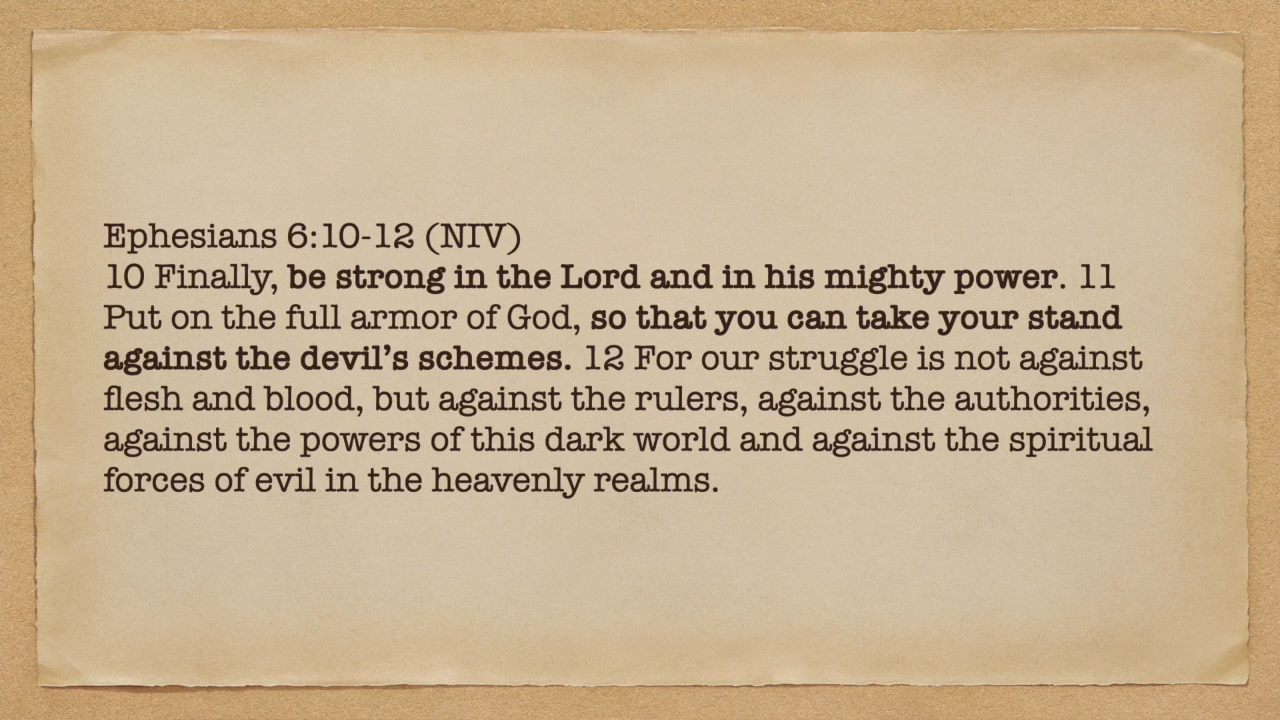 Ephesians 6:10-12 (NIV)
10 Finally, be strong in the Lord and in his mighty power. 11
Put on the full armor of God, so that you can take your stand
against the devil’s schemes. 12 For our struggle is not against
flesh and blood, but against the rulers, against the authorities,
against the powers of this dark world and against the spiritual
forces of evil in the heavenly realms.